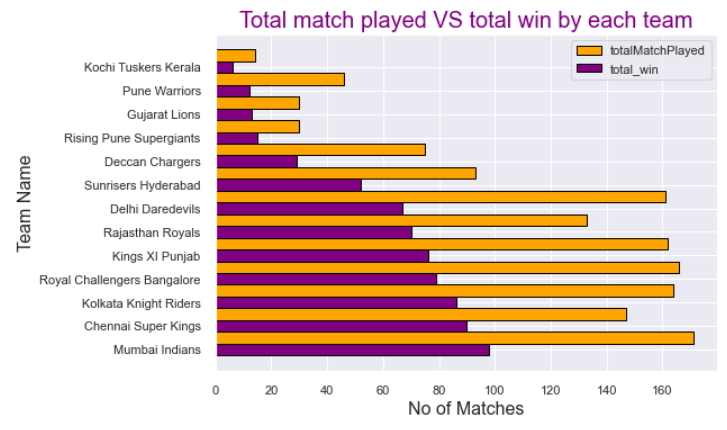 Total match played VS total win by each team
totalMatchPlayed
total_win
Kochi Tuskers Kerala
Pune Warriors
Gujarat Lions
Rising Pune Supergiants
Deccan Chargers
Sunrisers Hyderabad
Delhi Daredevils
Rajasthan Royals
Kings XI Punjab
Royal Challengers Bangalore
Kolkata Knight Riders
Chennai Super Kings
Mumbai Indians
Team Name
0 20 40 60 80 100 120 140 160
No of Matches